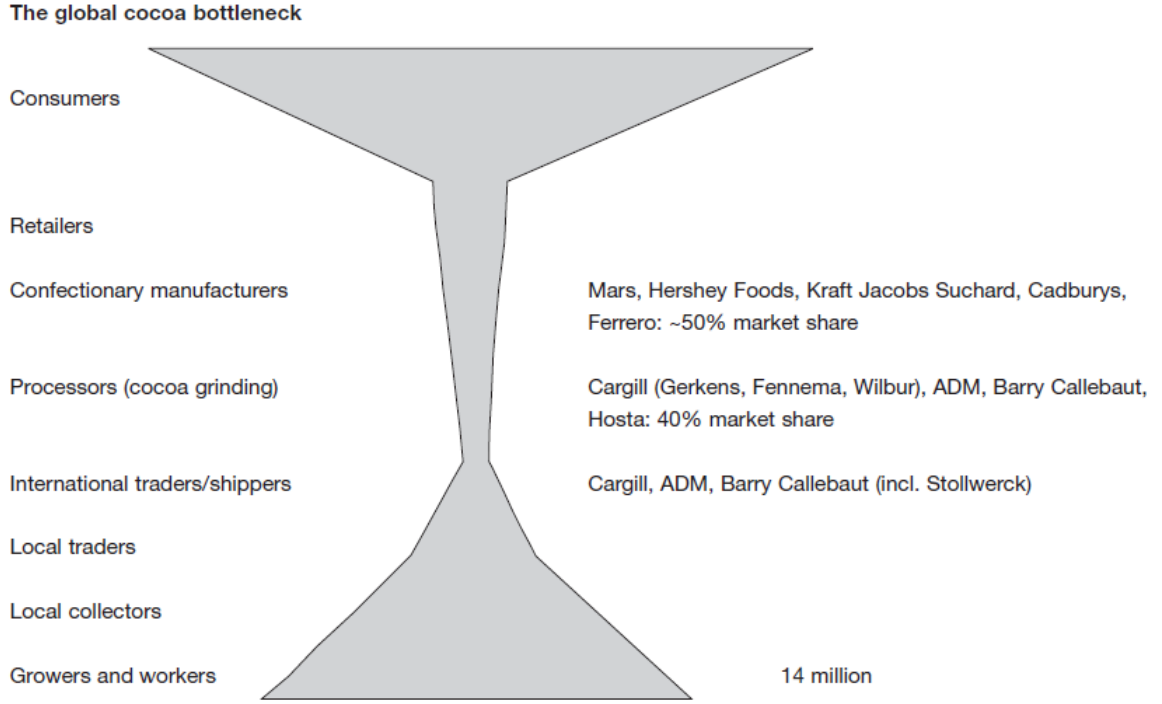 The global cocoa bottleneck
Consumers
Retailers
Confectionary manufacturers
Mars, Hershey Foods, Kraft Jacobs Suchard, Cadburys,
Ferrero: ~50% market share
Processors (cocoa grinding)
Cargill (Gerkens, Fennema, Wilbur), ADM, Barry Callebaut,
Hosta: 40% market share
International traders/shippers
Cargill, ADM, Barry Callebaut (incl. Stollwerck)
Local traders
Local collectors
Growers and workers
14 million